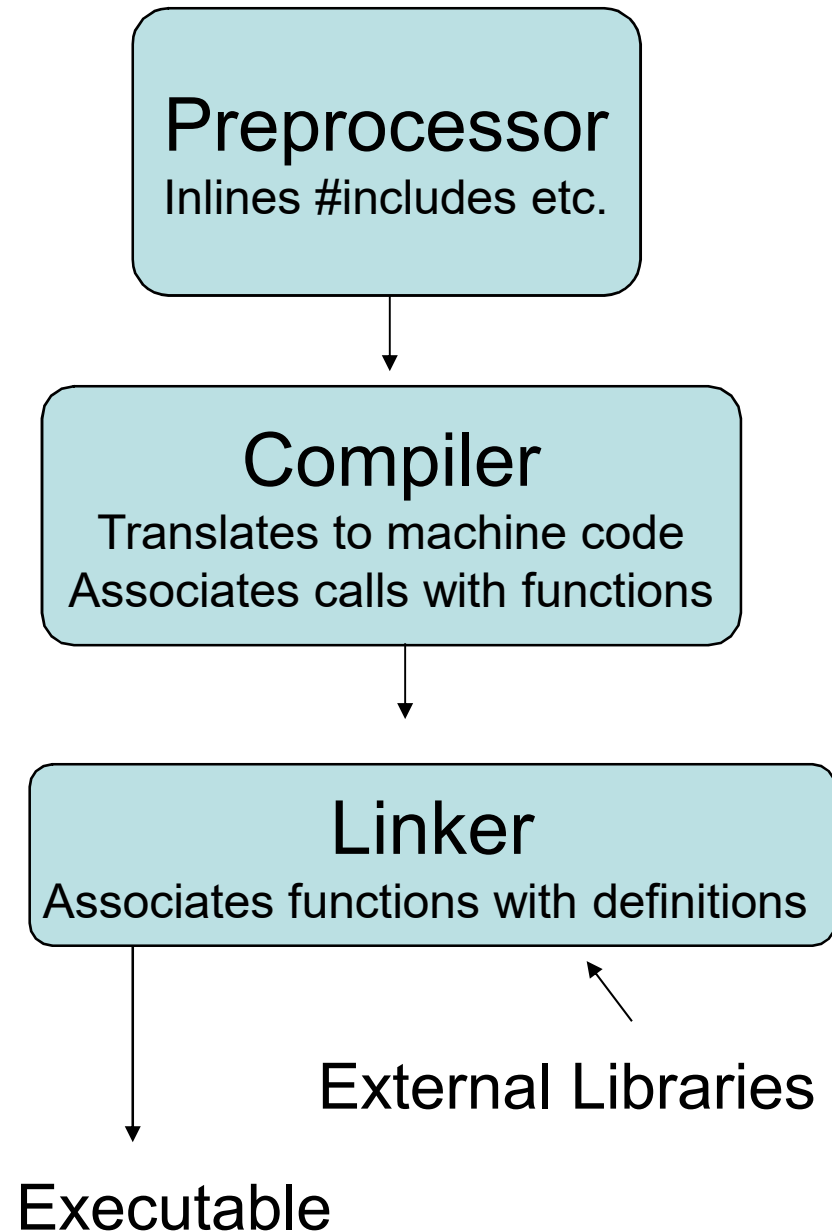 Preprocessor
Inlines #includes etc.
Compiler
Translates to machine code
Associates calls with functions
Linker
Associates functions with definitions
External Libraries
Executable